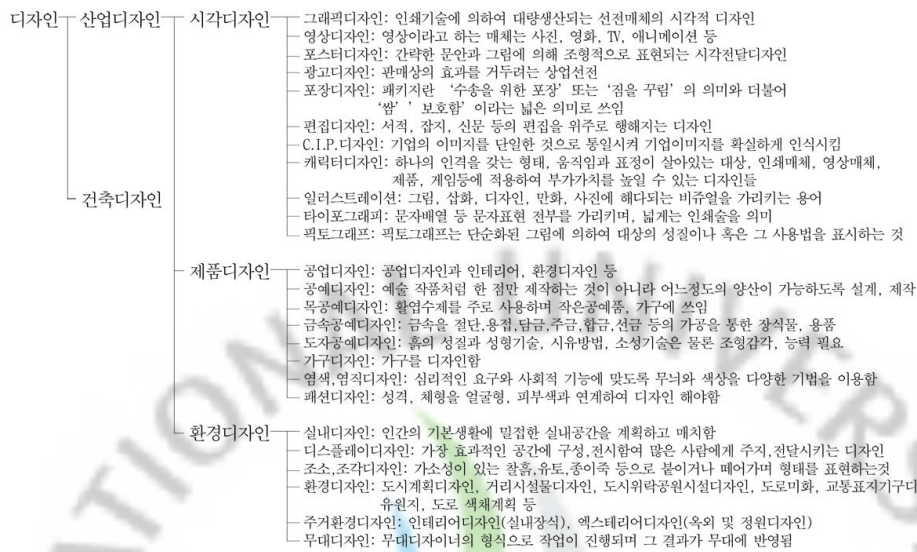 디자인 산업디자인 시각디자인 그래픽디자인: 인쇄기술에 의하여 대량생산되는 선전매체의 시각적 디자인
영상디자인: 영상이라고 하는 매체는 사진, 영화, TV, 애니메이션 등
포스터디자인: 간략한 문안과 그림에 의해 조형적으로 표현되는 시각전달디자인
광고디자인: 판매상의 효과를 거두려는 상업선전
포장디자인: 패키지란 ‘수송을 위한 포장’ 또는 ‘짐을 꾸림’ 의 의미와 더불어
‘쌈’ ’ 보호함’ 이라는 넓은 의미로 쓰임
편집디자인: 서적, 잡지, 신문 등의 편집을 위주로 행해지는 디자인
C.I.P.디자인: 기업의 이미지를 단일한 것으로 통일시켜 기업이미지를 확실하게 인식시킴
캐릭터디자인: 하나의 인격을 갖는 형태, 움직임과 표정이 살아있는 대상, 인쇄매체, 영상매체,
제품, 게임등에 적용하여 부가가치를 높일 수 있는 디자인들
건축디자인 일러스트레이션: 그림, 삽화, 디자인, 만화, 사진에 해다되는 비쥬얼을 가리키는 용어
타이포그래피: 문자배열 등 문자표현 전부를 가리키며, 넓게는 인쇄술을 의미
픽토그래프: 픽토그래프는 단순화된 그림에 의하여 대상의 성질이나 혹은 그 사용법을 표시하는 것
제품디자인 공업디자인: 공업디자인과 인테리어, 환경디자인 등
공예디자인: 예술 작품처럼 한 점만 제작하는 것이 아니라 어느정도의 양산이 가능하도록 설계, 제작
목공예디자인: 활엽수제를 주로 사용하며 작은공예품, 가구에 쓰임
금속공예디자인: 금속을 절단,용접,담금,주금,합금,선금 등의 가공을 통한 장식물, 용품
도자공예디자인: 흙의 성질과 성형기술, 시유방법, 소성기술은 물론 조형감각, 능력 필요
가구디자인: 가구를 디자인함
염색,염직디자인: 심리적인 요구와 사회적 기능에 맞도록 무늬와 색상을 다양한 기법을 이용함
패션디자인: 성격, 체형을 얼굴형, 피부색과 연계하여 디자인 해야함
환경디자인 실내디자인: 인간의 기본생활에 밀접한 실내공간을 계획하고 매치함
디스플레이디자인: 가장 효과적인 공간에 구성,전시함여 많은 사람에게 주지,전달시키는 디자인
조소,조각디자인: 가소성이 있는 찰흙,유토,종이죽 등으로 붙이거나 떼어가며 형태를 표현하는것
환경디자인: 도시계획디자인, 거리시설물디자인, 도시위락공원시설디자인, 도로미화, 교통표지기구디
유원지, 도로 색채계획 등
주거환경디자인: 인테리어디자인(실내장식), 엑스테리어디자인(옥외 및 정원디자인)
무대디자인: 무대디자이너의 형식으로 작업이 진행되며 그 결과가 무대에 반영됨
ATIONAL UNIVERS